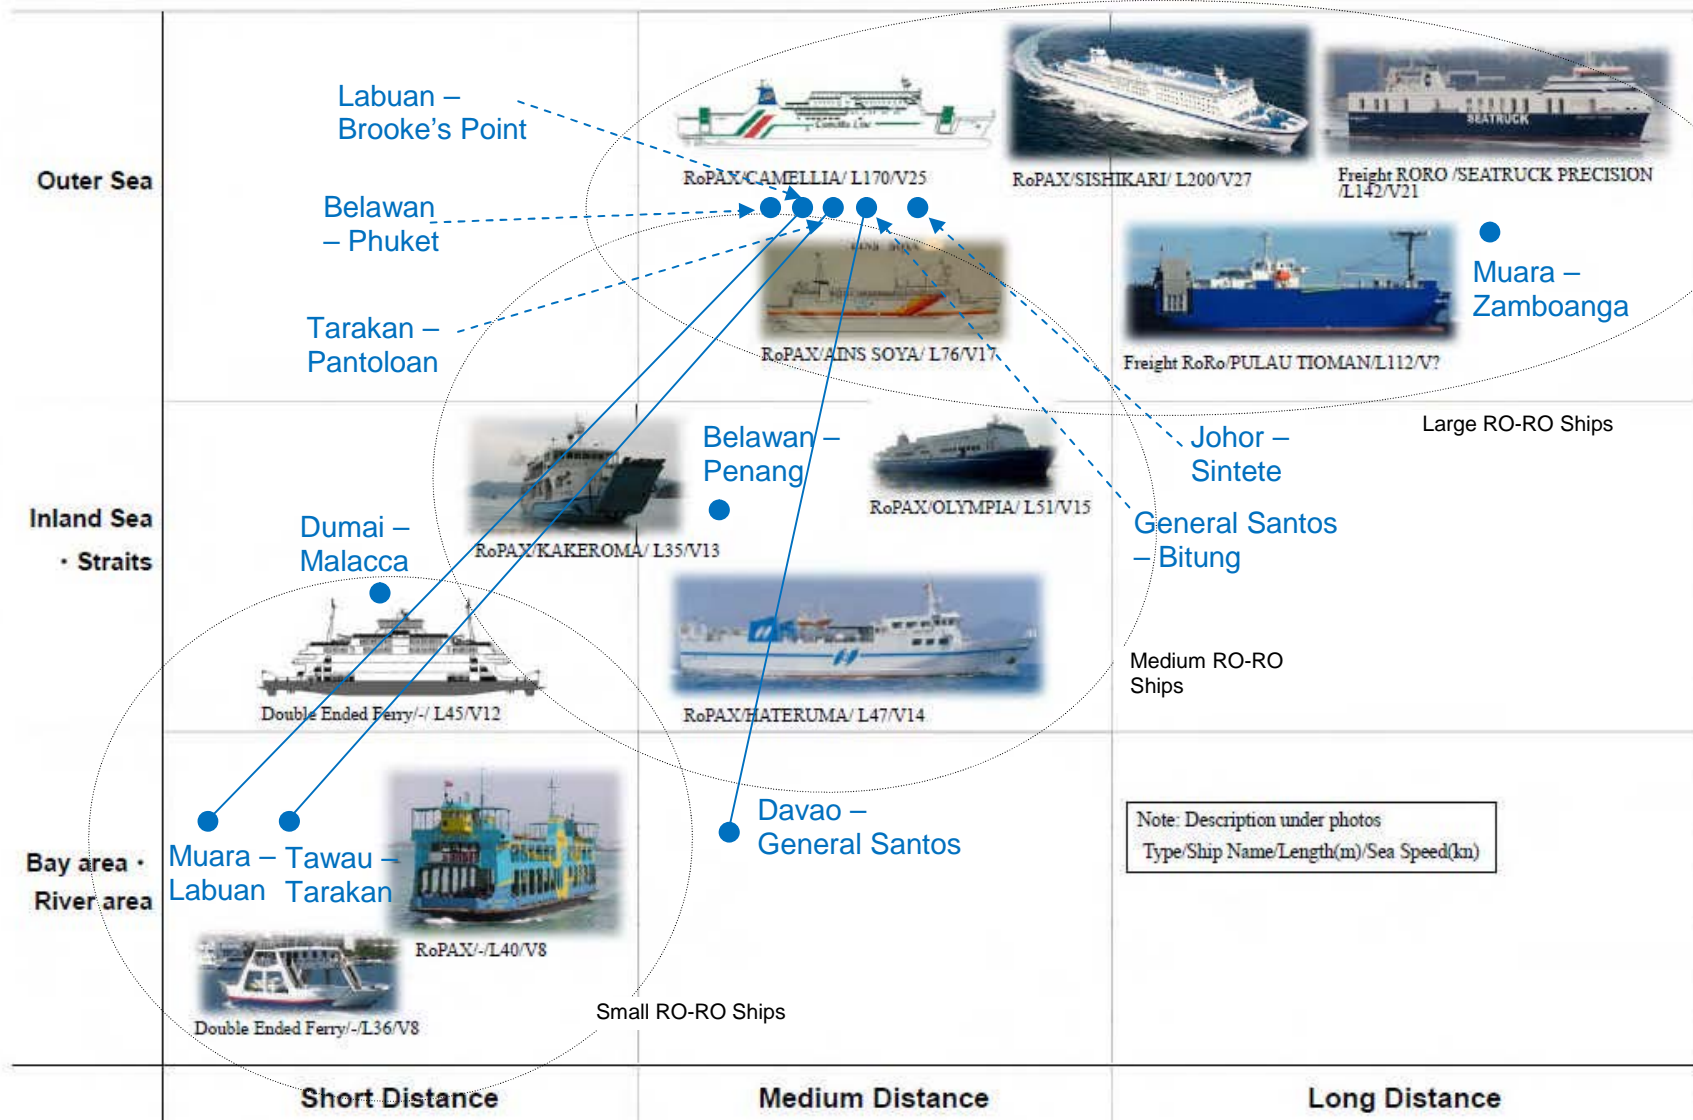 Outer Sea
Labuan –
Brooke's Point
Belawan
– Phuket
Tarakan –
Pantoloan
Camellia Line
RoPAX/CAMELLIA/ L170/V25
RoPAX/SISHIKARI/ L200/V27
SEATRUCK
Freight RORO /SEATRUCK PRECISION
/L142/V21
Muara –
Zamboanga
AINS SOYA
RoPAX/AINS SOYA/ L76/V17
Freight RoRo/PULAU TIOMAN/L112/V?
Large RO-RO Ships
Inland Sea
・Straits
Dumai –
Malacca
Belawan –
Penang
Johor –
Sintete
General Santos
– Bitung
RoPAX/KAKEROMA/ L35/V13
RoPAX/OLYMPIA/ L51/V15
Double Ended Ferry/-/ L45/V12
RoPAX/HATERUMA/ L47/V14
Medium RO-RO
Ships
Bay area・
River area
Muara –
Labuan
Tawau –
Tarakan
Davao –
General Santos
RoPAX/-/L40/V8
Double Ended Ferry/-/L36/V8
Small RO-RO Ships
Note: Description under photos
Type/Ship Name/Length(m)/Sea Speed(kn)
Short Distance
Medium Distance
Long Distance